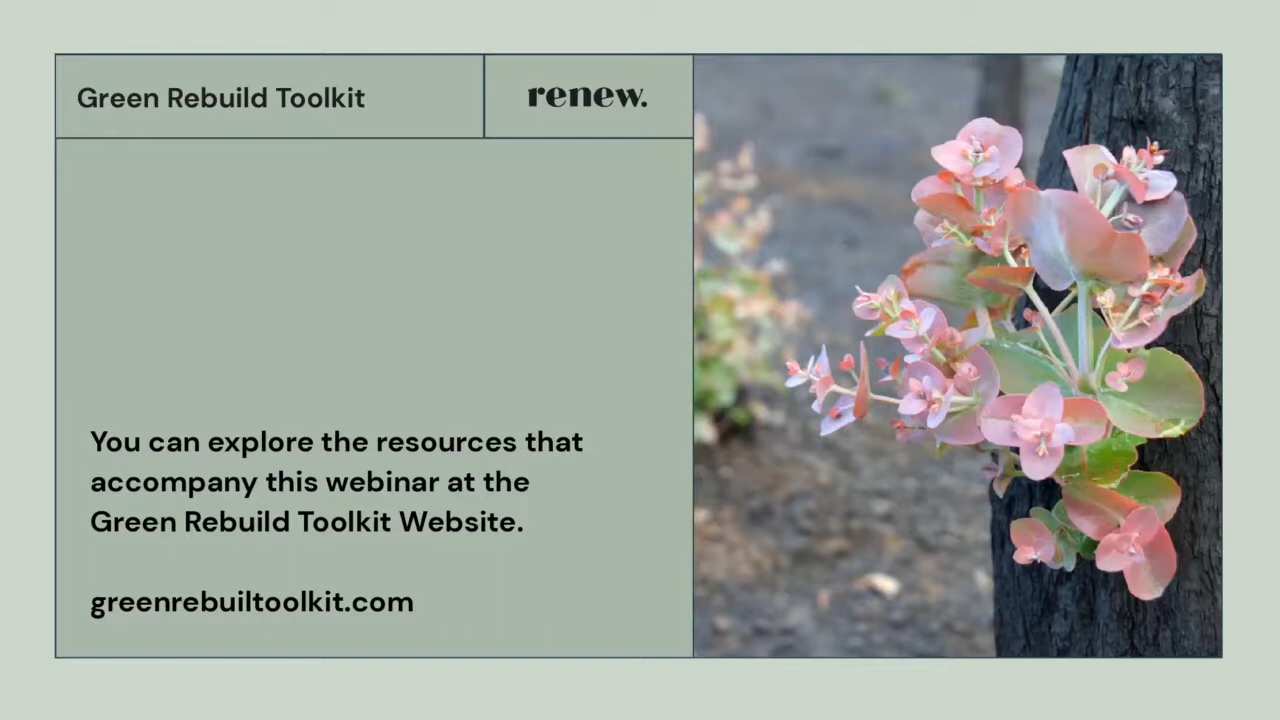 Green Rebuild Toolkit
renew.
You can explore the resources that
accompany this webinar at the
Green Rebuild Toolkit Website.
greenrebuiltoolkit.com